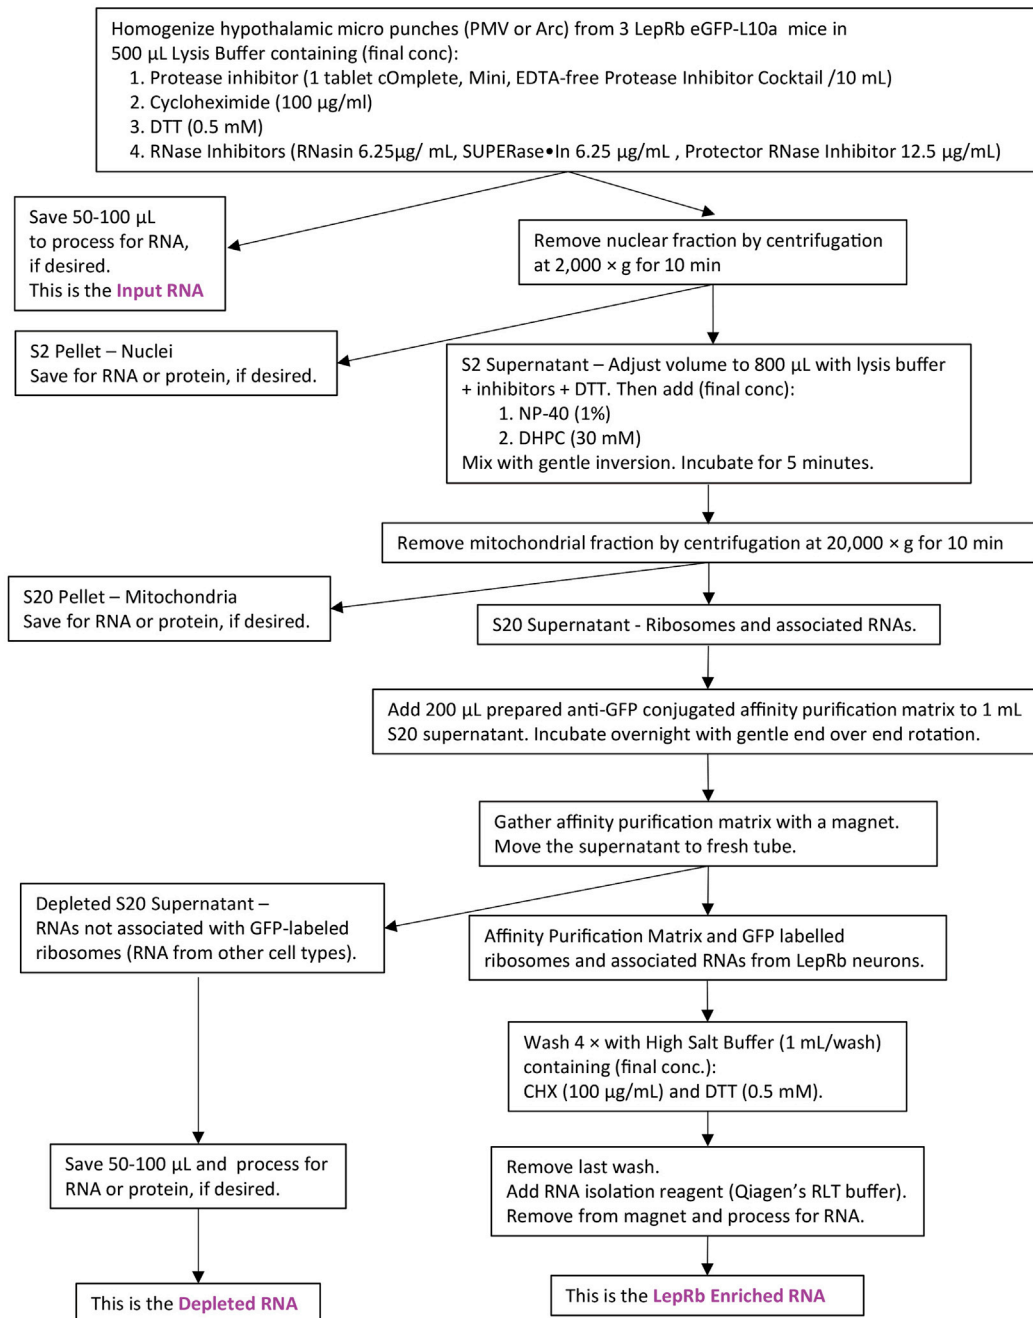 Homogenize hypothalamic micro punches (PMV or Arc) from 3 LepRb eGFP-L10a mice in
500 µL Lysis Buffer containing (final conc):
1. Protease inhibitor (1 tablet cOmplete, Mini, EDTA-free Protease Inhibitor Cocktail /10 mL)
2. Cycloheximide (100 µg/ml)
3. DTT (0.5 mM)
4. RNase Inhibitors (RNasin 6.25µg/ mL, SUPERase•In 6.25 µg/mL , Protector RNase Inhibitor 12.5 µg/mL)
Save 50-100 µL
to process for RNA,
if desired.
This is the Input RNA
Remove nuclear fraction by centrifugation
at 2,000 × g for 10 min
S2 Pellet – Nuclei
Save for RNA or protein, if desired.
S2 Supernatant – Adjust volume to 800 µL with lysis buffer
+ inhibitors + DTT. Then add (final conc):
1. NP-40 (1%)
2. DHPC (30 mM)
Mix with gentle inversion. Incubate for 5 minutes.
Remove mitochondrial fraction by centrifugation at 20,000 × g for 10 min
S20 Pellet – Mitochondria
Save for RNA or protein, if desired.
S20 Supernatant - Ribosomes and associated RNAs.
Add 200 µL prepared anti-GFP conjugated affinity purification matrix to 1 mL
S20 supernatant. Incubate overnight with gentle end over end rotation.
Gather affinity purification matrix with a magnet.
Move the supernatant to fresh tube.
Depleted S20 Supernatant –
RNAs not associated with GFP-labeled
ribosomes (RNA from other cell types).
Affinity Purification Matrix and GFP labelled
ribosomes and associated RNAs from LepRb neurons.
Wash 4 × with High Salt Buffer (1 mL/wash)
containing (final conc.):
CHX (100 µg/mL) and DTT (0.5 mM).
Save 50-100 µL and process for
RNA or protein, if desired.
Remove last wash.
Add RNA isolation reagent (Qiagen's RLT buffer).
Remove from magnet and process for RNA.
This is the Depleted RNA
This is the LepRb Enriched RNA